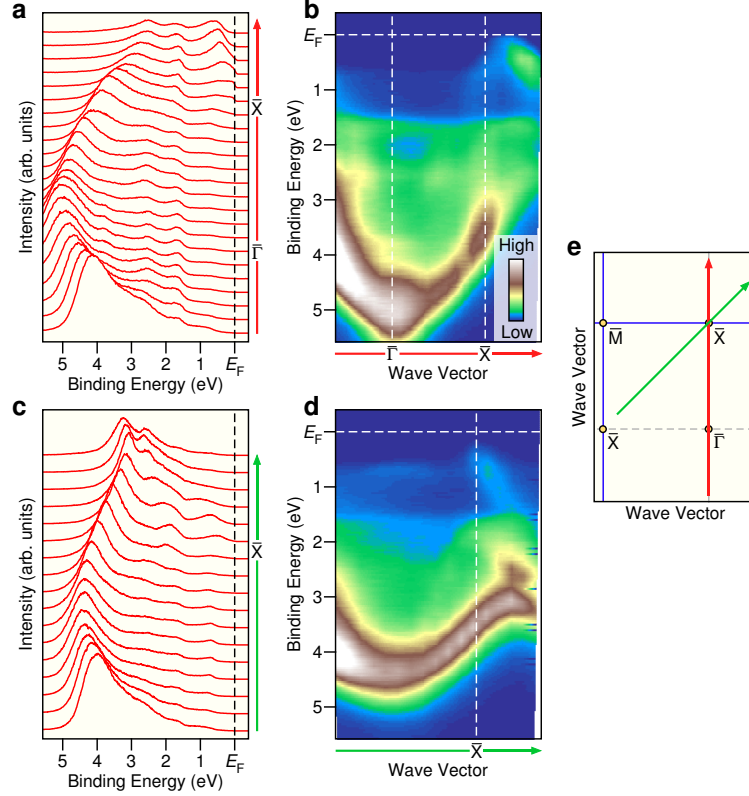 a
Intensity (arb. units)
X̄
Γ̄
5 4 3 2 1 E_F
Binding Energy (eV)
b
E_F
1
2
3
4
5
Binding Energy (eV)
High
Low
Γ̄ X̄
Wave Vector
c
Intensity (arb. units)
X̄
5 4 3 2 1 E_F
Binding Energy (eV)
d
E_F
1
2
3
4
5
Binding Energy (eV)
X̄
Wave Vector
e
Wave Vector
M̄ X̄
X̄ Γ̄
Wave Vector